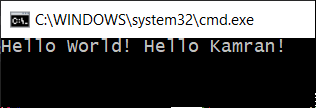 C:\WINDOWS\system32\cmd.exe
Hello World! Hello Kamran!